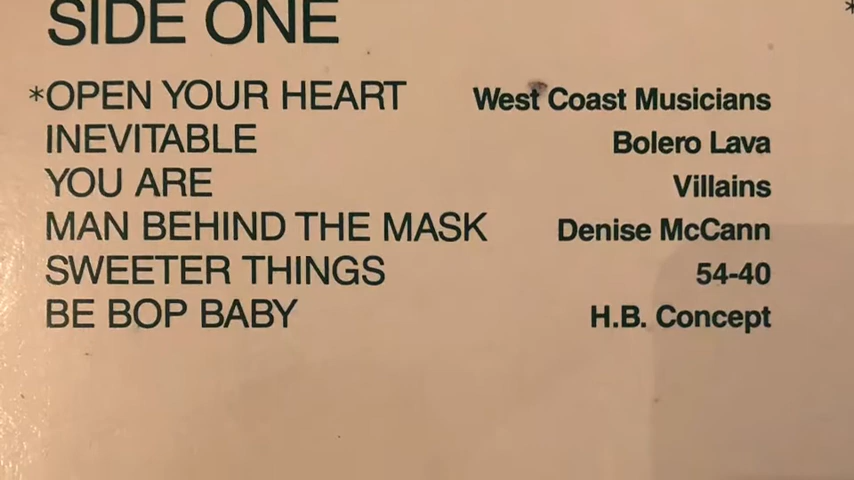 SIDE ONE
*OPEN YOUR HEART West Coast Musicians
INEVITABLE Bolero Lava
YOU ARE Villains
MAN BEHIND THE MASK Denise McCann
SWEETER THINGS 54-40
BE BOP BABY H.B. Concept